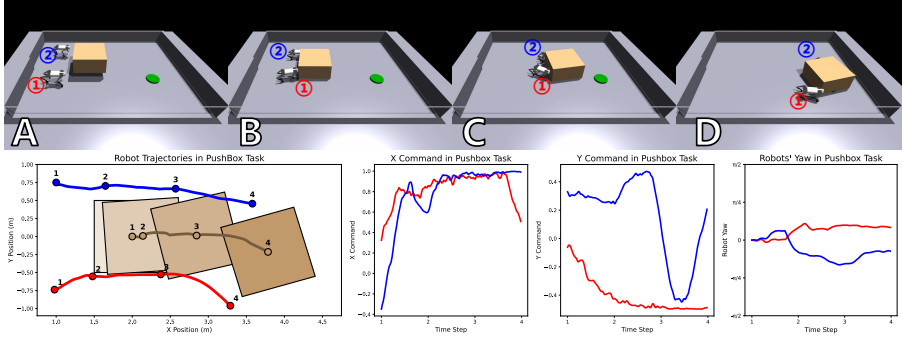 ② ① A
② ① B
② ① C
② ① D
Robot Trajectories in PushBox Task
Y Position (m)
1.00
0.75
0.50
0.25
0.00
−0.25
−0.50
−0.75
−1.00
1 2 3 4
1 2 3 4
1 2 3 4
1.0 1.5 2.0 2.5 3.0 3.5 4.0 4.5
X Position (m)
X Command in Pushbox Task
X Command
1.0
0.8
0.6
0.4
0.2
0.0
−0.2
−0.4
1 2 3 4
Time Step
Y Command in Pushbox Task
Y Command
0.4
0.2
0.0
−0.2
−0.4
1 2 3 4
Time Step
Robots' Yaw in Pushbox Task
Robot Yaw
π/2
π/4
0
−π/4
−π/2
1 2 3 4
Time Step